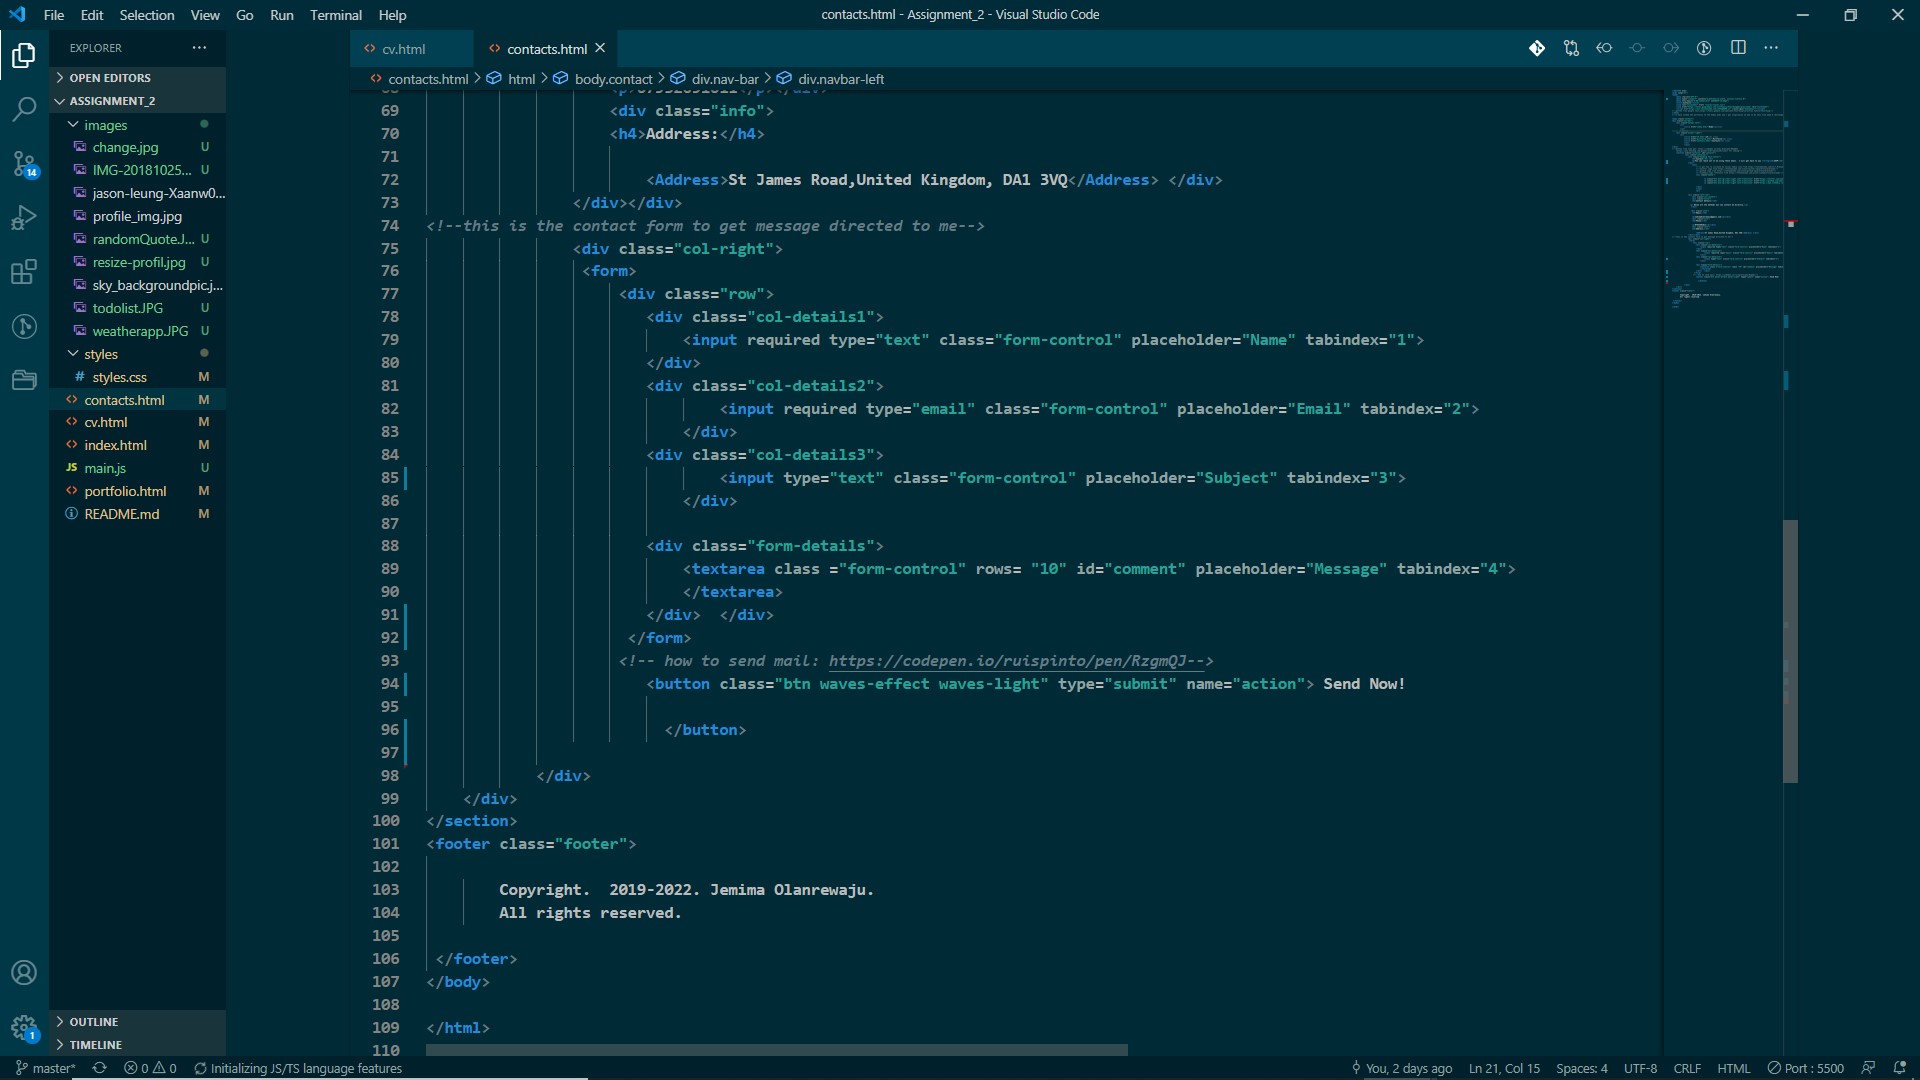 File Edit Selection View Go Run Terminal Help
contacts.html - Assignment_2 - Visual Studio Code
EXPLORER ···
OPEN EDITORS
ASSIGNMENT_2
images
change.jpg U
IMG-20181025... U
jason-leung-Xaanw0...
profile_img.jpg
randomQuote.J... U
resize-profil.jpg U
sky_backgroundpic.j...
todolist.JPG U
weatherapp.JPG U
styles
# styles.css M
<> contacts.html M
<> cv.html M
<> index.html M
JS main.js U
<> portfolio.html M
README.md M
OUTLINE
TIMELINE
14
1
<> cv.html
<> contacts.html
<> contacts.html > html > body.contact > div.nav-bar > div.navbar-left
69 <div class="info">
70 <h4>Address:</h4>
71
72 <Address>St James Road,United Kingdom, DA1 3VQ</Address> </div>
73 </div></div>
74 <!--this is the contact form to get message directed to me-->
75 <div class="col-right">
76 <form>
77 <div class="row">
78 <div class="col-details1">
79 <input required type="text" class="form-control" placeholder="Name" tabindex="1">
80 </div>
81 <div class="col-details2">
82 <input required type="email" class="form-control" placeholder="Email" tabindex="2">
83 </div>
84 <div class="col-details3">
85 <input type="text" class="form-control" placeholder="Subject" tabindex="3">
86 </div>
87
88 <div class="form-details">
89 <textarea class ="form-control" rows= "10" id="comment" placeholder="Message" tabindex="4">
90 </textarea>
91 </div>  </div>
92 </form>
93 <!-- how to send mail: https://codepen.io/ruispinto/pen/RzgmQJ-->
94 <button class="btn waves-effect waves-light" type="submit" name="action"> Send Now!
95
96 </button>
97
98 </div>
99 </div>
100 </section>
101 <footer class="footer">
102
103 Copyright.  2019-2022. Jemima Olanrewaju.
104 All rights reserved.
105
106 </footer>
107 </body>
108
109 </html>
110
master* 0 0 Initializing JS/TS language features
You, 2 days ago Ln 21, Col 15 Spaces: 4 UTF-8 CRLF HTML Port : 5500